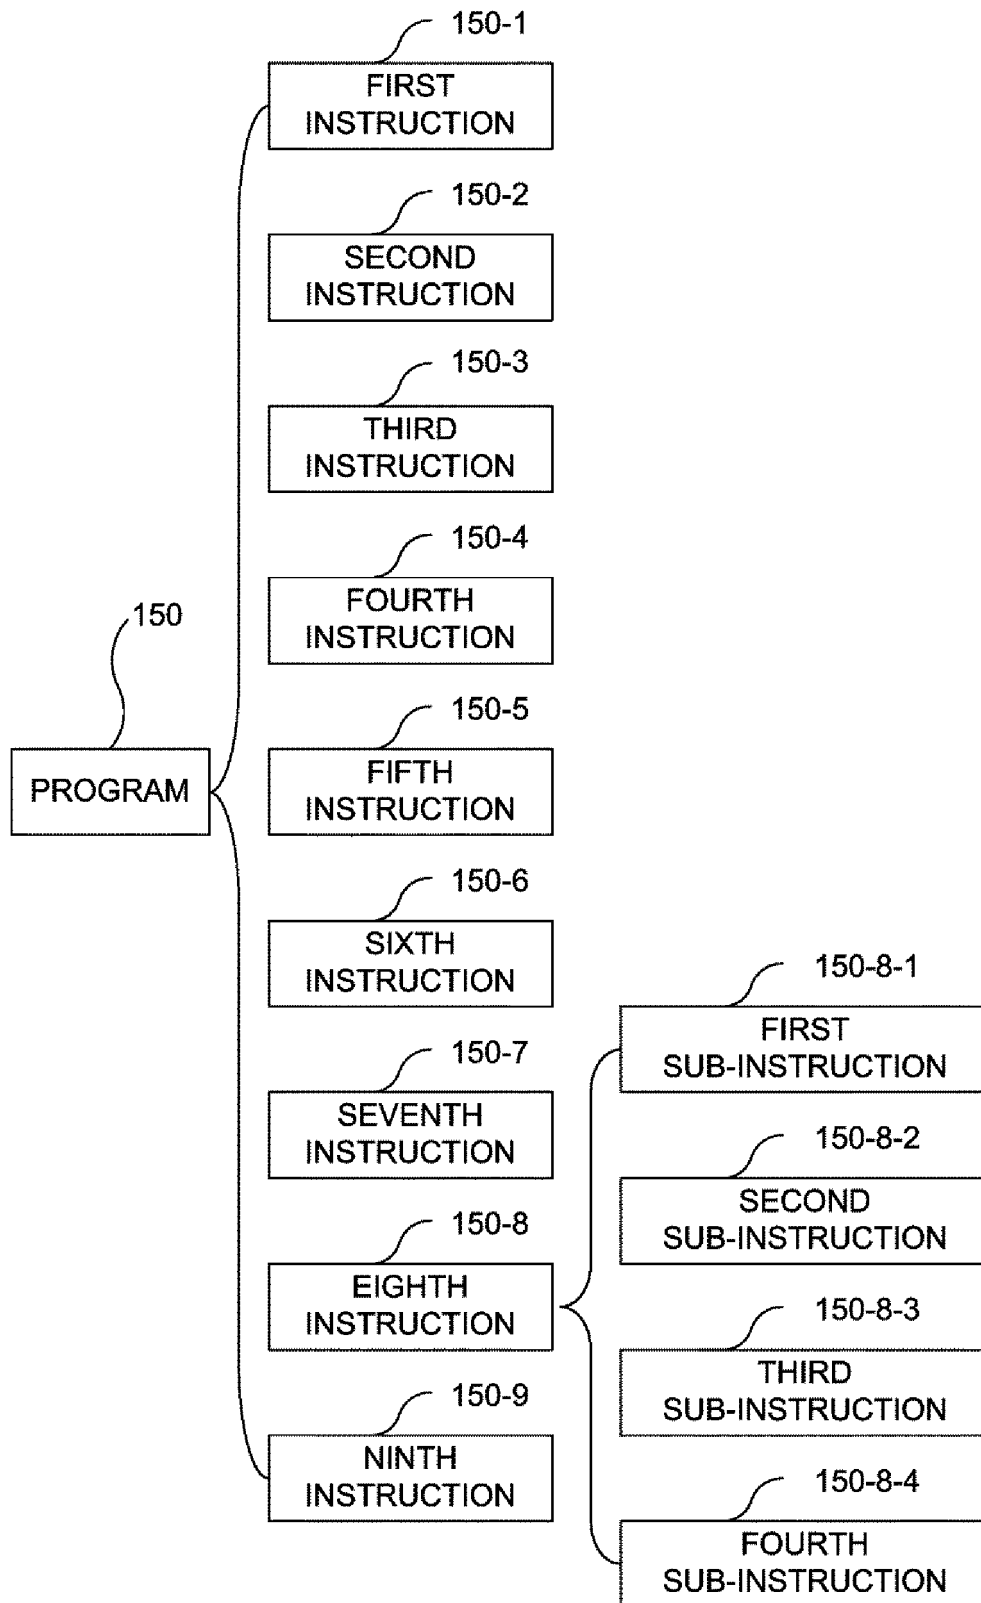 150-1
FIRST
INSTRUCTION
150-2
SECOND
INSTRUCTION
150-3
THIRD
INSTRUCTION
150-4
FOURTH
INSTRUCTION
150
PROGRAM
150-5
FIFTH
INSTRUCTION
150-6
SIXTH
INSTRUCTION
150-7
SEVENTH
INSTRUCTION
150-8
EIGHTH
INSTRUCTION
150-9
NINTH
INSTRUCTION
150-8-1
FIRST
SUB-INSTRUCTION
150-8-2
SECOND
SUB-INSTRUCTION
150-8-3
THIRD
SUB-INSTRUCTION
150-8-4
FOURTH
SUB-INSTRUCTION